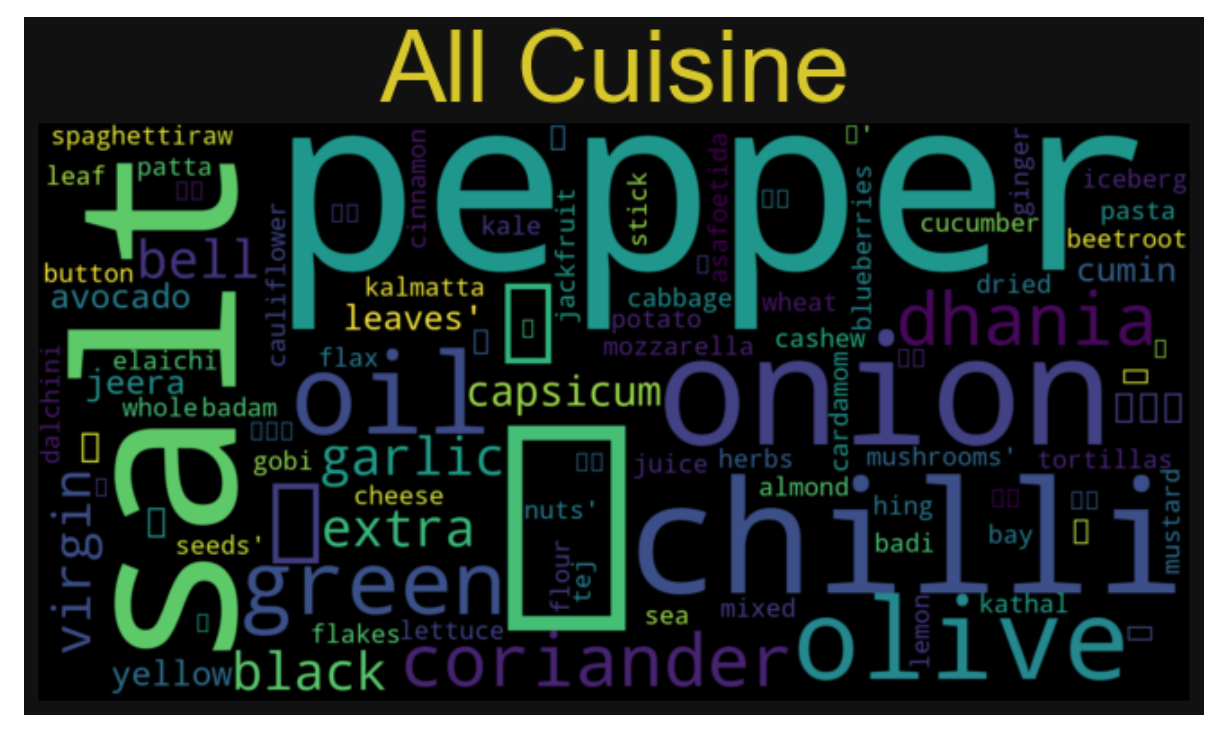 All Cuisine
spaghettiraw
leaf
patta
salt
pepper
cinnamon
kale
jackfruit
stick
asafoetida
'
blueberries
cucumber
ginger
iceberg
pasta
beetroot
cumin
dried
button
bell
avocado
cauliflower
kalmatta
leaves'
cabbage
potato
wheat
mozzarella
cashew
dhania
dalchini
elaichi
jeera
whole
badam
flax
oil
capsicum
onion
cardamom
gobi
garlic
juice
herbs
mushrooms'
tortillas
virgin
cheese
extra
nuts'
almond
chilli
hing
badi
bay
mustard
seeds'
green
flour
tej
sea
mixed
kathal
lemon
olive
flakes
lettuce
yellow
black
coriander